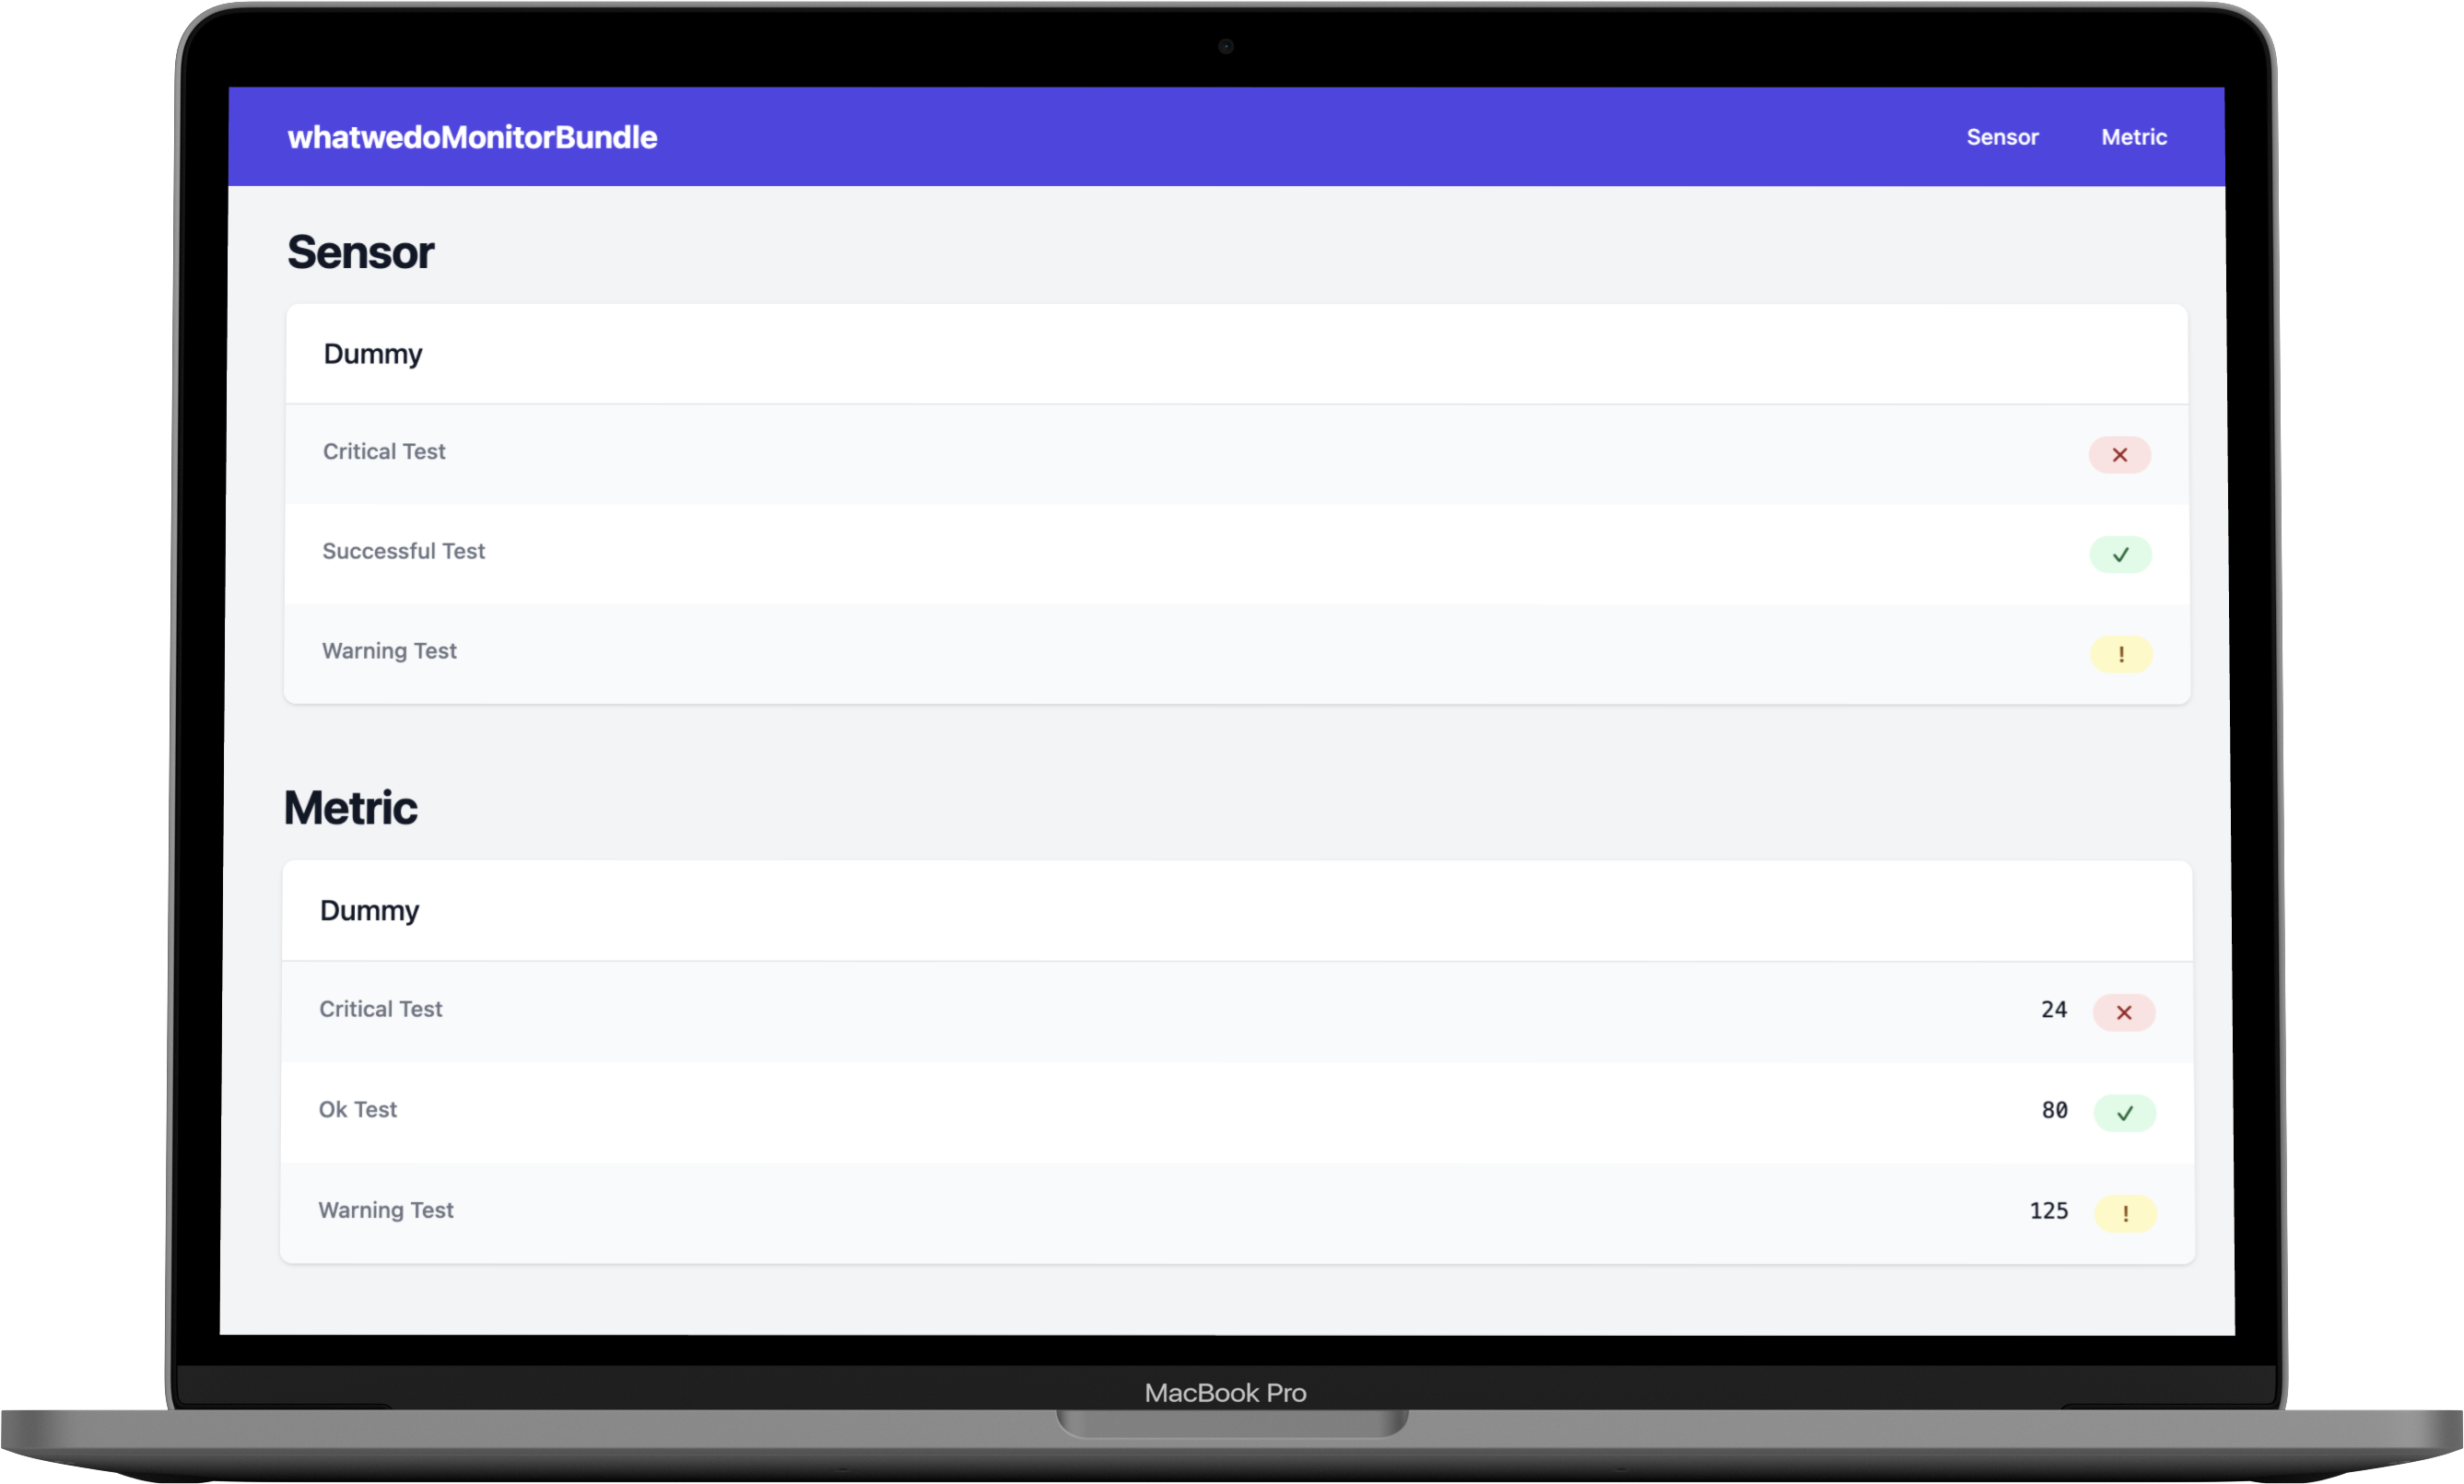 whatwedoMonitorBundle Sensor Metric
Sensor
Dummy
Critical Test
Successful Test
Warning Test !
Metric
Dummy
Critical Test 24
Ok Test 80
Warning Test 125 !
MacBook Pro